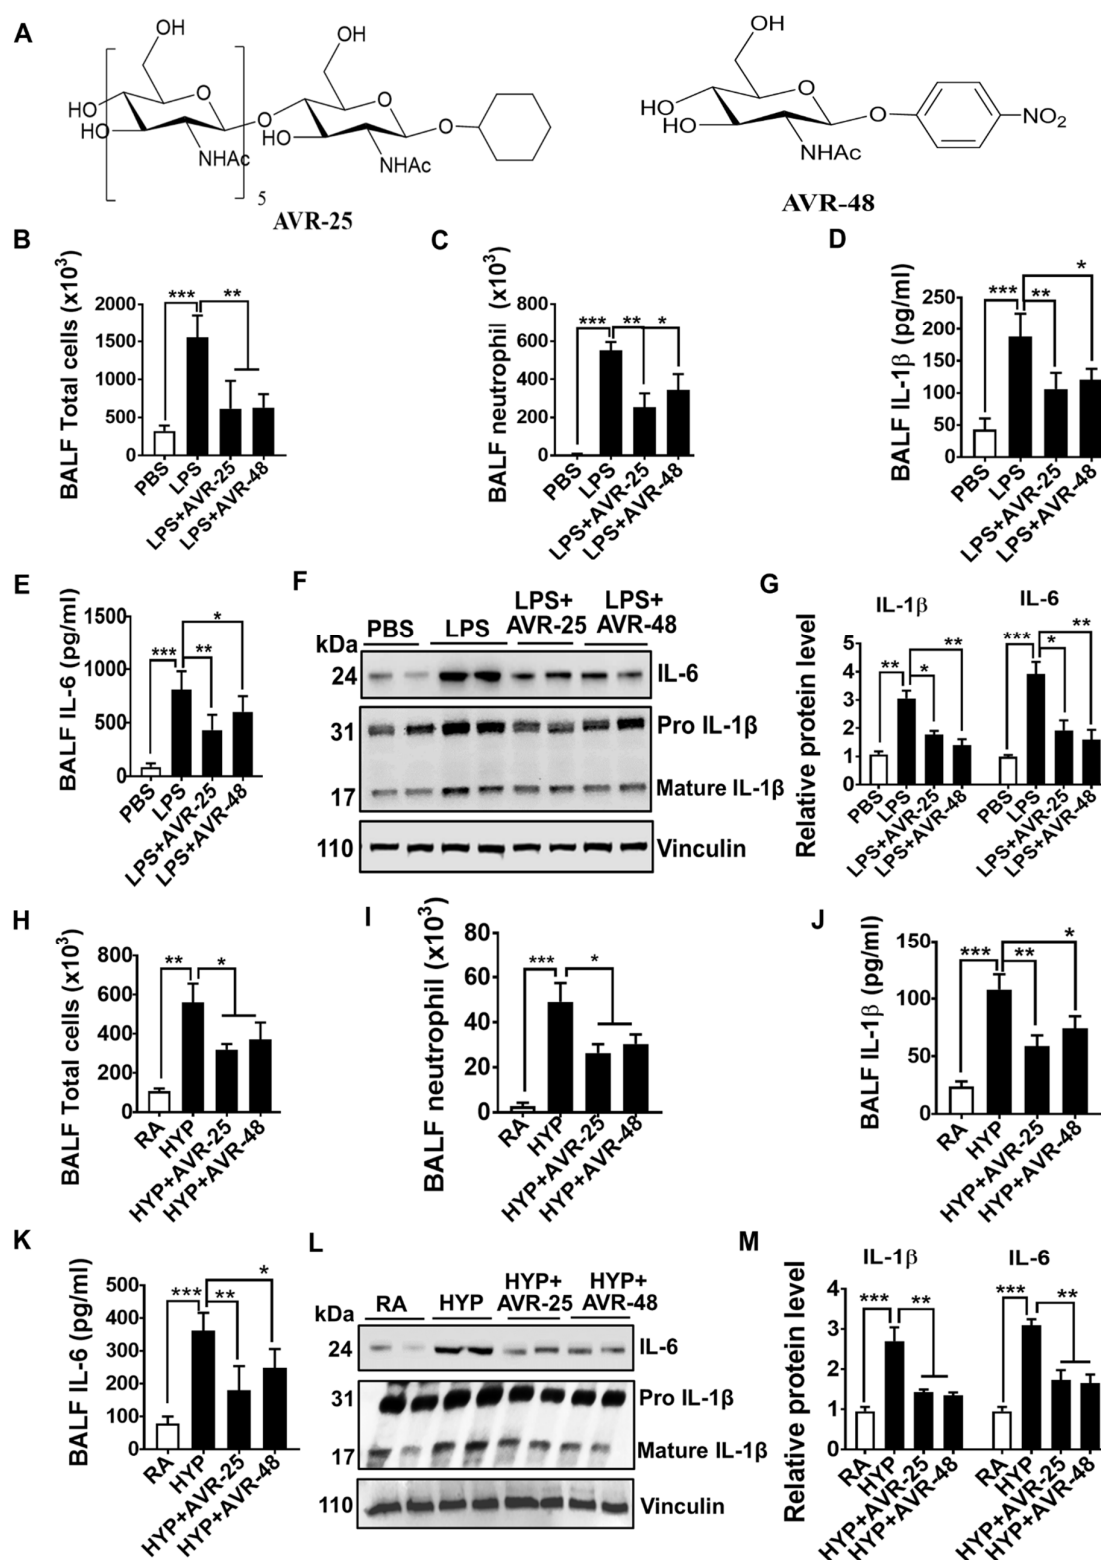 A
OH
OH
O
O
HO
HO
O
HO
O
NHAc
NHAc
5
AVR-25
OH
HO
HO
O
O
NHAc
NO2
AVR-48
B
BALF Total cells (x10³)
2000
1500
1000
500
0
***
**
PBS
LPS
LPS+AVR-25
LPS+AVR-48
C
BALF neutrophil (x10³)
800
600
400
200
0
***
**
*
PBS
LPS
LPS+AVR-25
LPS+AVR-48
D
BALF IL-1β (pg/ml)
250
200
150
100
50
0
***
**
*
PBS
LPS
LPS+AVR-25
LPS+AVR-48
E
BALF IL-6 (pg/ml)
1500
1000
500
0
***
**
*
PBS
LPS
LPS+AVR-25
LPS+AVR-48
F
kDa
PBS
LPS
LPS+
AVR-25
LPS+
AVR-48
24
IL-6
31
Pro IL-1β
17
Mature IL-1β
110
Vinculin
G
Relative protein level
5
4
3
2
1
0
IL-1β
**
*
**
PBS
LPS
LPS+AVR-25
LPS+AVR-48
IL-6
***
*
**
PBS
LPS
LPS+AVR-25
LPS+AVR-48
H
BALF Total cells (x10³)
800
600
400
200
0
**
*
RA
HYP
HYP+AVR-25
HYP+AVR-48
I
BALF neutrophil (x10³)
80
60
40
20
0
***
*
RA
HYP
HYP+AVR-25
HYP+AVR-48
J
BALF IL-1β (pg/ml)
150
100
50
0
***
**
*
RA
HYP
HYP+AVR-25
HYP+AVR-48
K
BALF IL-6 (pg/ml)
500
400
300
200
100
0
***
**
*
RA
HYP
HYP+AVR-25
HYP+AVR-48
L
kDa
RA
HYP
HYP+
AVR-25
HYP+
AVR-48
24
IL-6
31
Pro IL-1β
17
Mature IL-1β
110
Vinculin
M
Relative protein level
4
3
2
1
0
IL-1β
***
**
RA
HYP
HYP+AVR-25
HYP+AVR-48
IL-6
***
**
RA
HYP
HYP+AVR-25
HYP+AVR-48